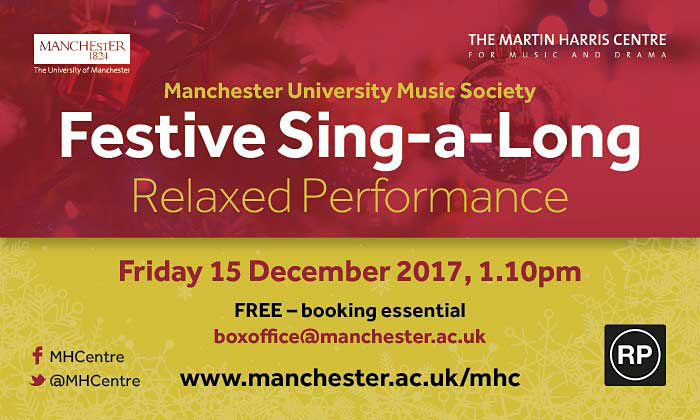 MANCHESTER
1824
The University of Manchester
THE MARTIN HARRIS CENTRE
FOR MUSIC AND DRAMA
Manchester University Music Society
Festive Sing-a-Long
Relaxed Performance
Friday 15 December 2017, 1.10pm
FREE – booking essential
boxoffice@manchester.ac.uk
MHCentre
@MHCentre
www.manchester.ac.uk/mhc
RP